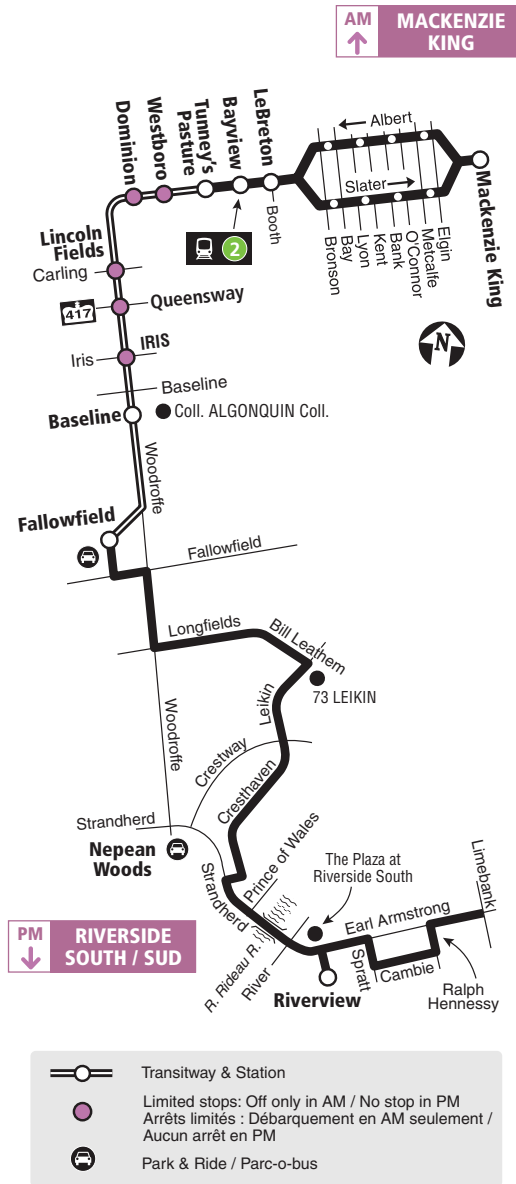 AM
MACKENZIE
KING
Dominion
Westboro
Tunney's
Pasture
Bayview
LeBreton
Albert
Slater
Mackenzie King
Booth
2
Bronson
Bay
Lyon
Kent
Bank
O'Connor
Metcalfe
Elgin
N
Lincoln
Fields
Carling
Queensway
417
IRIS
Iris
Baseline
Baseline
Coll. ALGONQUIN Coll.
Woodroffe
Fallowfield
Fallowfield
Longfields
Bill Leathem
73 LEIKIN
Leikin
Woodroffe
Crestway
Cresthaven
Strandherd
Nepean
Woods
Strandherd
Prince of Wales
The Plaza at
Riverside South
Limebank
Earl Armstrong
R. Rideau R.
River
Riverview
Spratt
Cambie
Ralph
Hennessy
PM
RIVERSIDE
SOUTH / SUD
Transitway & Station
Limited stops: Off only in AM / No stop in PM
Arrêts limités : Débarquement en AM seulement /
Aucun arrêt en PM
Park & Ride / Parc-o-bus